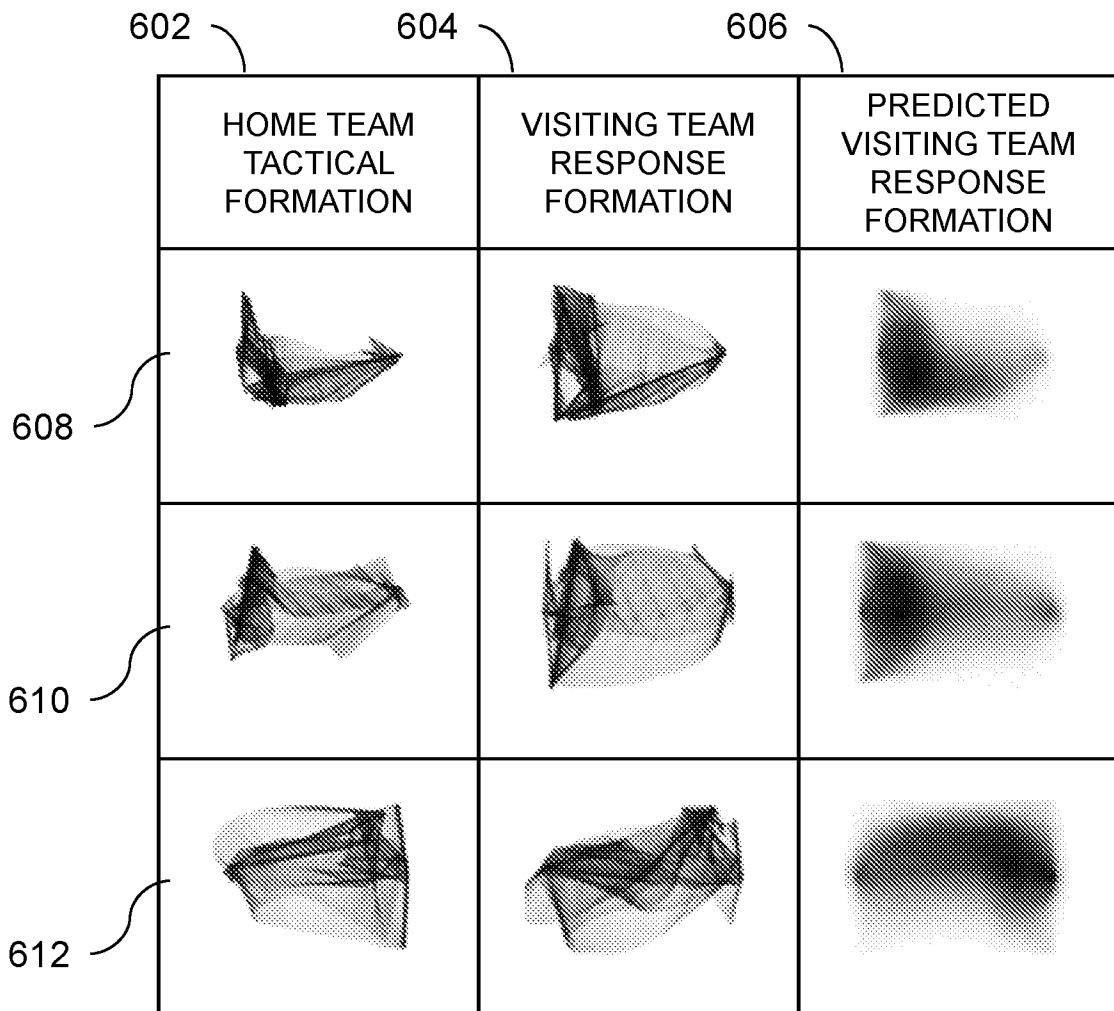 602
604
606
HOME TEAM
TACTICAL
FORMATION
VISITING TEAM
RESPONSE
FORMATION
PREDICTED
VISITING TEAM
RESPONSE
FORMATION
608
610
612